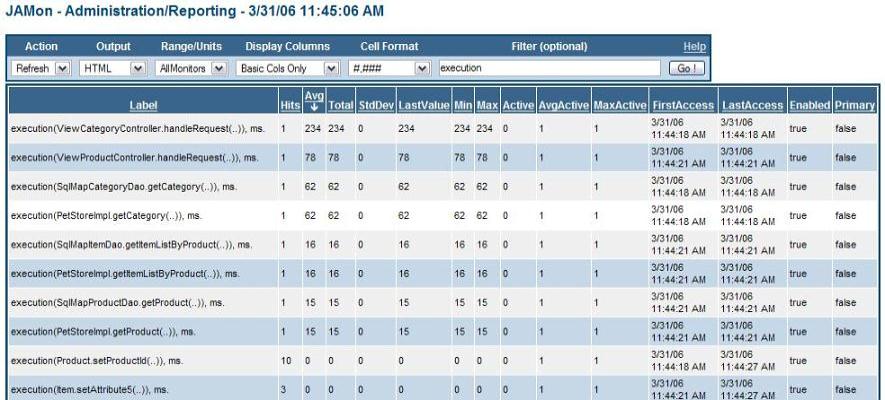 JAMon - Administration/Reporting - 3/31/06 11:45:06 AM
Action Output Range/Units Display Columns Cell Format Filter (optional) Help
Refresh HTML AllMonitors Basic Cols Only #,### execution Go !
Label Hits Avg Total StdDev LastValue Min Max Active AvgActive MaxActive FirstAccess LastAccess Enabled Primary
execution(ViewCategoryController.handleRequest(..)), ms. 1 234 234 0 234 234 234 0 1 1 3/31/06 3/31/06 true false
11:44:18 AM 11:44:18 AM
execution(ViewProductController.handleRequest(..)), ms. 1 78 78 0 78 78 78 0 1 1 3/31/06 3/31/06 true false
11:44:21 AM 11:44:21 AM
execution(SqlMapCategoryDao.getCategory(..)), ms. 1 62 62 0 62 62 62 0 1 1 3/31/06 3/31/06 true false
11:44:18 AM 11:44:18 AM
execution(PetStoreImpl.getCategory(..)), ms. 1 62 62 0 62 62 62 0 1 1 3/31/06 3/31/06 true false
11:44:18 AM 11:44:18 AM
execution(SqlMapItemDao.getItemListByProduct(..)), ms. 1 16 16 0 16 16 16 0 1 1 3/31/06 3/31/06 true false
11:44:21 AM 11:44:21 AM
execution(PetStoreImpl.getItemListByProduct(..)), ms. 1 16 16 0 16 16 16 0 1 1 3/31/06 3/31/06 true false
11:44:21 AM 11:44:21 AM
execution(SqlMapProductDao.getProduct(..)), ms. 1 15 15 0 15 15 15 0 1 1 3/31/06 3/31/06 true false
11:44:21 AM 11:44:21 AM
execution(PetStoreImpl.getProduct(..)), ms. 1 15 15 0 15 15 15 0 1 1 3/31/06 3/31/06 true false
11:44:21 AM 11:44:21 AM
execution(Product.setProductId(..)), ms. 10 0 0 0 0 0 0 0 1 1 3/31/06 3/31/06 true false
11:44:18 AM 11:44:27 AM
execution(Item.setAttribute5(..)), ms. 3 0 0 0 0 0 0 0 1 1 3/31/06 3/31/06 true false
11:44:21 AM 11:44:27 AM